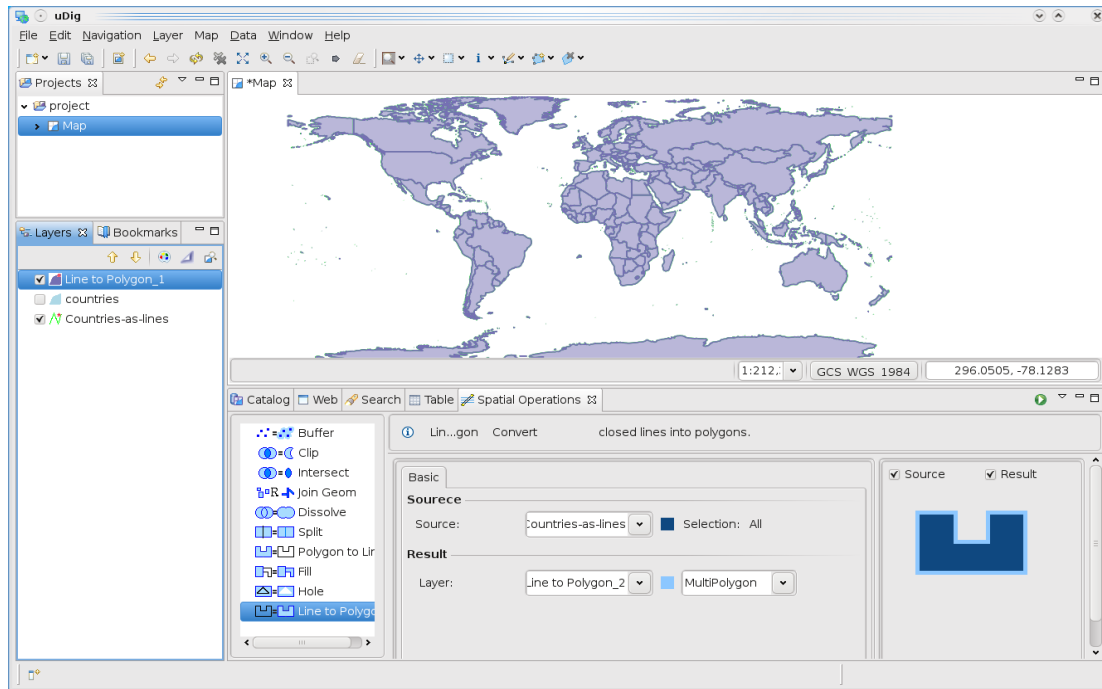 uDig
File Edit Navigation Layer Map Data Window Help
Projects
*Map
project
Map
Layers Bookmarks
Line to Polygon_1
countries
Countries-as-lines
1:212, GCS WGS 1984 296.0505, -78.1283
Catalog Web Search Table Spatial Operations
Buffer
Clip
Intersect
Join Geom
Dissolve
Split
Polygon to Lin
Fill
Hole
Line to Polygo
Lin...gon Convert closed lines into polygons.
Basic
Sourece
Source: Countries-as-lines Selection: All
Result
Layer: Line to Polygon_2 MultiPolygon
Source Result